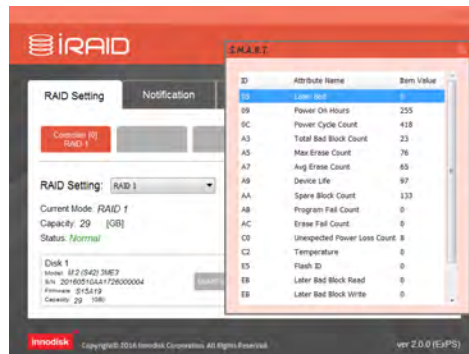 iRAID
S.M.A.R.T.
RAID Setting
Notification
Controller [0]
RAID 1
RAID Setting: RAID 1
Current Mode: RAID 1
Capacity: 29 [GB]
Status: Normal
Disk 1
Model: M.2 (S42) 3ME3
S/N: 20160510AA1726000004
Firmware: S15A19
Capacity: 29 (GB)
ID Attribute Name Item Value
05 Later Bad 0
09 Power On Hours 255
0C Power Cycle Count 418
A3 Total Bad Block Count 23
A5 Max Erase Count 76
A7 Avg Erase Count 65
A9 Device Life 97
AA Spare Block Count 133
AB Program Fail Count 0
AC Erase Fail Count 0
C0 Unexpected Power Loss Count 8
C2 Temperature 0
E5 Flash ID 0
EB Later Bad Block Read 0
EB Later Bad Block Write 0
innodisk Copyright© 2016 Innodisk Corporation. All Rights Reserved.
ver 2.0.0 (ExPS)